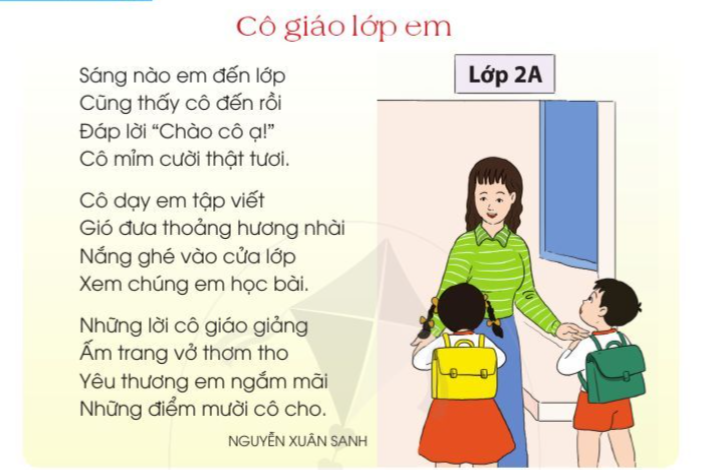 Cô giáo lớp em
Sáng nào em đến lớp
Cũng thấy cô đến rồi
Đáp lời “Chào cô ạ!”
Cô mỉm cười thật tươi.
Cô dạy em tập viết
Gió đưa thoảng hương nhài
Nắng ghé vào cửa lớp
Xem chúng em học bài.
Những lời cô giáo giảng
Ấm trang vở thơm tho
Yêu thương em ngắm mãi
Những điểm mười cô cho.
NGUYỄN XUÂN SANH
Lớp 2A